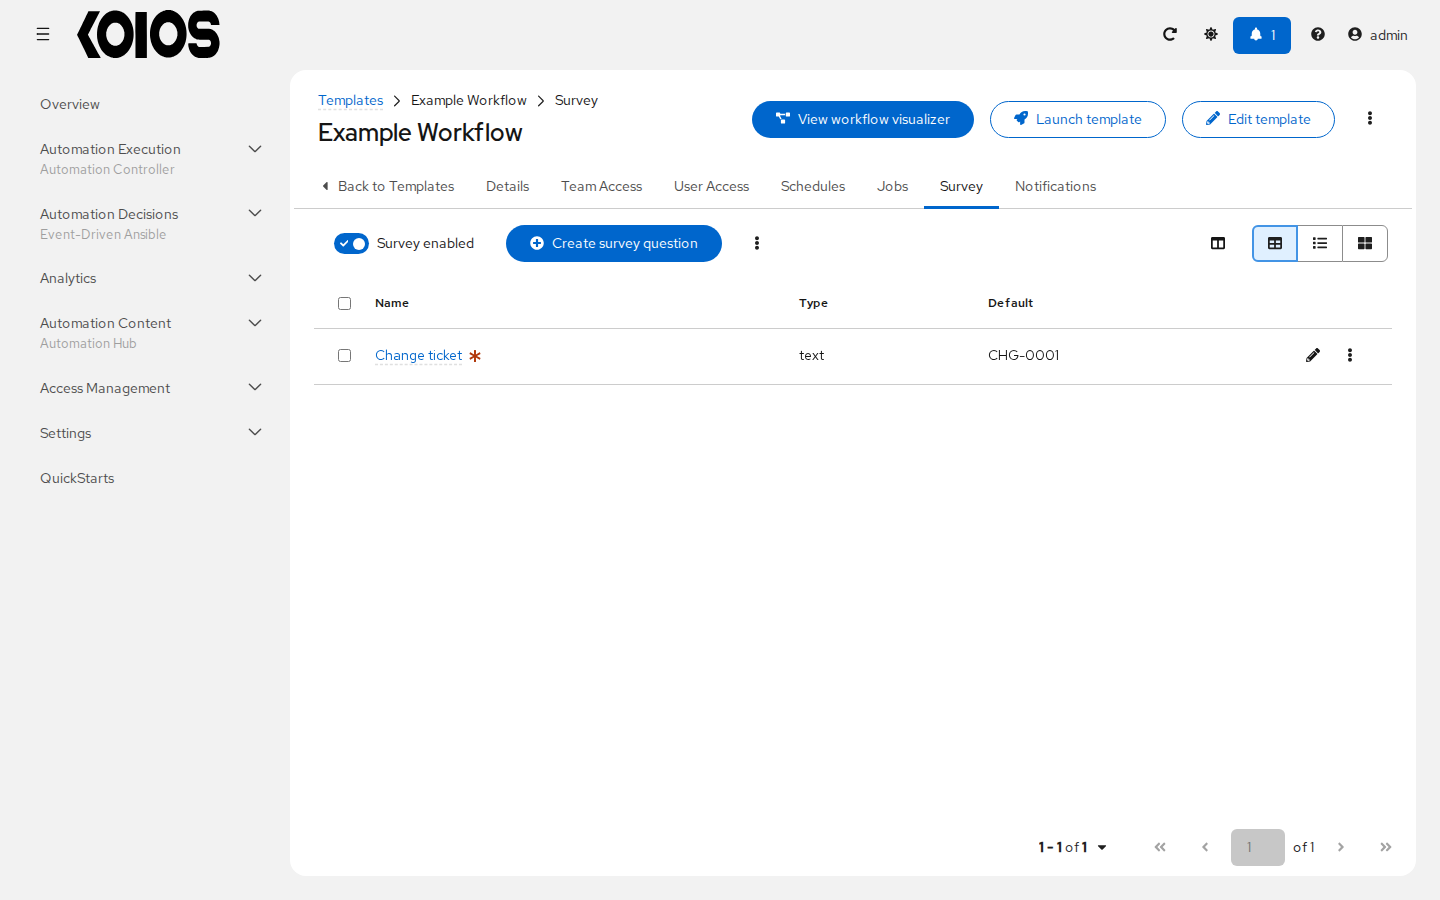 KOIOS
1
admin
Overview
Automation Execution
Automation Controller
Automation Decisions
Event-Driven Ansible
Analytics
Automation Content
Automation Hub
Access Management
Settings
QuickStarts
Templates > Example Workflow > Survey
Example Workflow
View workflow visualizer
Launch template
Edit template
Back to Templates Details Team Access User Access Schedules Jobs Survey Notifications
Survey enabled
Create survey question
Name Type Default
Change ticket * text CHG-0001
1 - 1 of 1
1 of 1